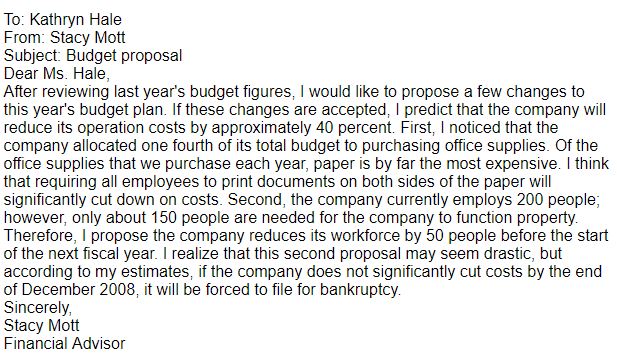 To: Kathryn Hale
From: Stacy Mott
Subject: Budget proposal
Dear Ms. Hale,
After reviewing last year's budget figures, I would like to propose a few changes to
this year's budget plan. If these changes are accepted, I predict that the company will
reduce its operation costs by approximately 40 percent. First, I noticed that the
company allocated one fourth of its total budget to purchasing office supplies. Of the
office supplies that we purchase each year, paper is by far the most expensive. I think
that requiring all employees to print documents on both sides of the paper will
significantly cut down on costs. Second, the company currently employs 200 people;
however, only about 150 people are needed for the company to function property.
Therefore, I propose the company reduces its workforce by 50 people before the start
of the next fiscal year. I realize that this second proposal may seem drastic, but
according to my estimates, if the company does not significantly cut costs by the end
of December 2008, it will be forced to file for bankruptcy.
Sincerely,
Stacy Mott
Financial Advisor